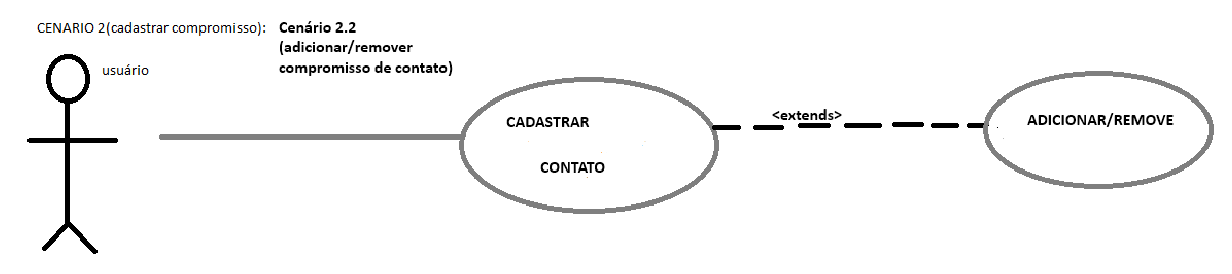 CENARIO 2(cadastrar compromisso):
Cenário 2.2
(adicionar/remover
compromisso de contato)
usuário
CADASTRAR
CONTATO
<extends>
ADICIONAR/REMOVE